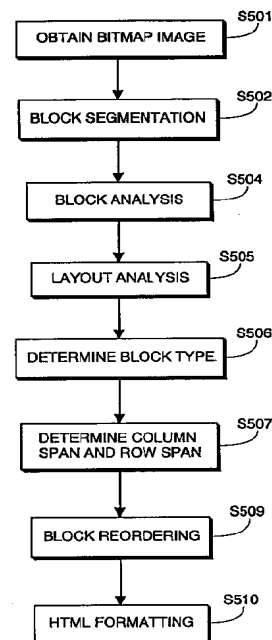 S501
OBTAIN BITMAP IMAGE
S502
BLOCK SEGMENTATION
S504
BLOCK ANALYSIS
S505
LAYOUT ANALYSIS
S506
DETERMINE BLOCK TYPE.
S507
DETERMINE COLUMN
SPAN AND ROW SPAN
S509
BLOCK REORDERING
S510
HTML FORMATTING